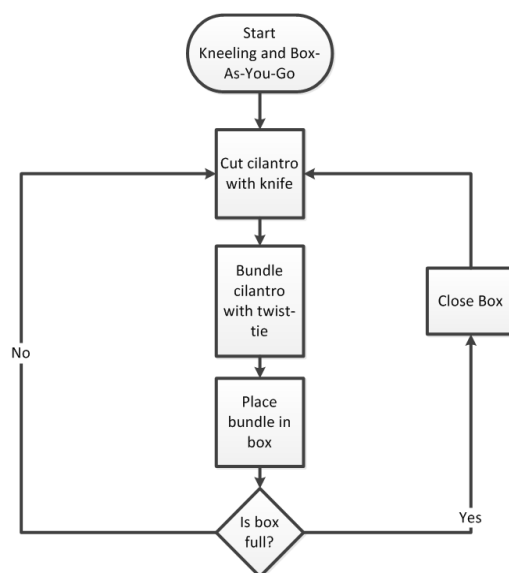 Start
Kneeling and Box-
As-You-Go
Cut cilantro
with knife
Bundle
cilantro
with twist-
tie
Close Box
No
Place
bundle in
box
Is box
full?
Yes